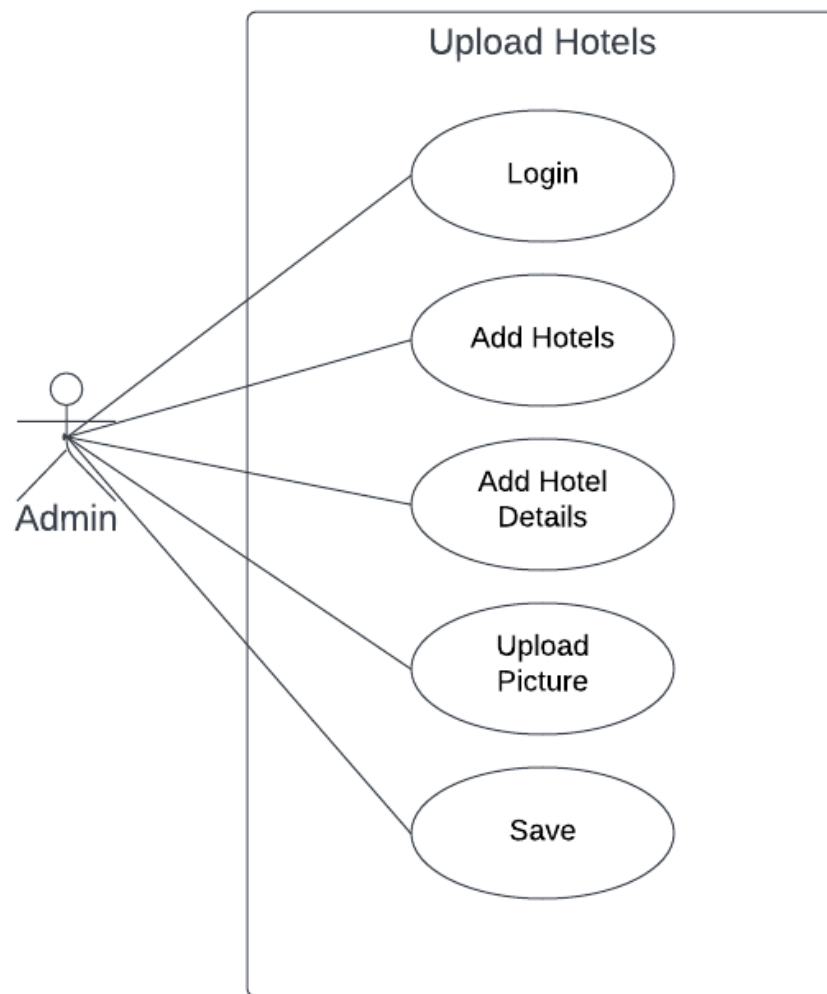 Upload Hotels
Login
Add Hotels
Add Hotel
Details
Upload
Picture
Save
Admin